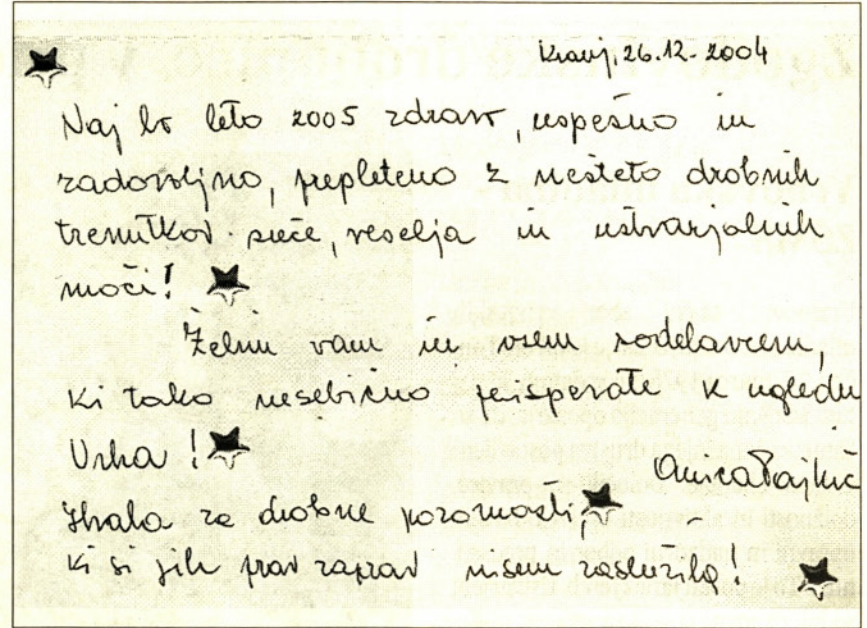 Kranj, 26.12.2004
Naj bo leto 2005 zdravo, uspešno in
zadovoljno, prepleteno z nešteto drobnih
trenutkov sreče, veselja in ustvarjalnih
moči!
Želim vam in vsem sodelavcem,
ki tako nesebično prispevate k ugledu
Vrha!
Hvala za drobne pozornosti,
ki si jih prav zaprav nisem zaslužila!